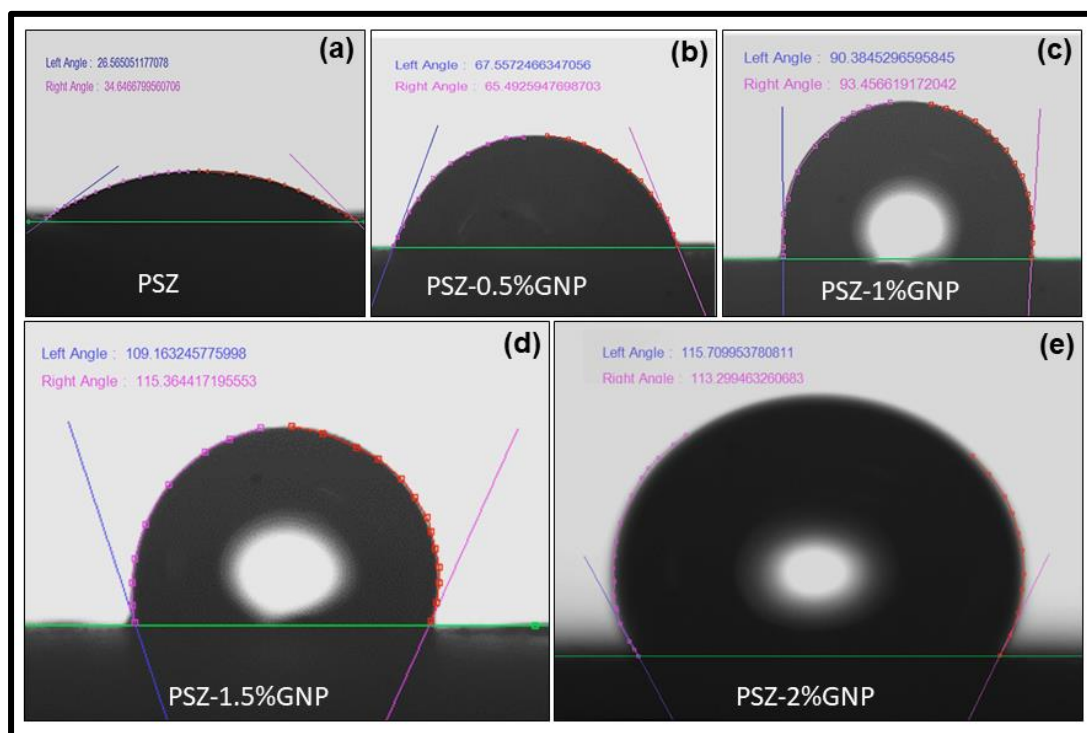 (a)
Left Angle : 26.565051177078
Right Angle : 34.6466799560706
PSZ
(b)
Left Angle : 67.5572466347056
Right Angle : 65.4925947698703
PSZ-0.5%GNP
(c)
Left Angle : 90.3845296595845
Right Angle : 93.456619172042
PSZ-1%GNP
(d)
Left Angle : 109.163245775998
Right Angle : 115.364417195553
PSZ-1.5%GNP
(e)
Left Angle : 115.709953780811
Right Angle : 113.299463260683
PSZ-2%GNP